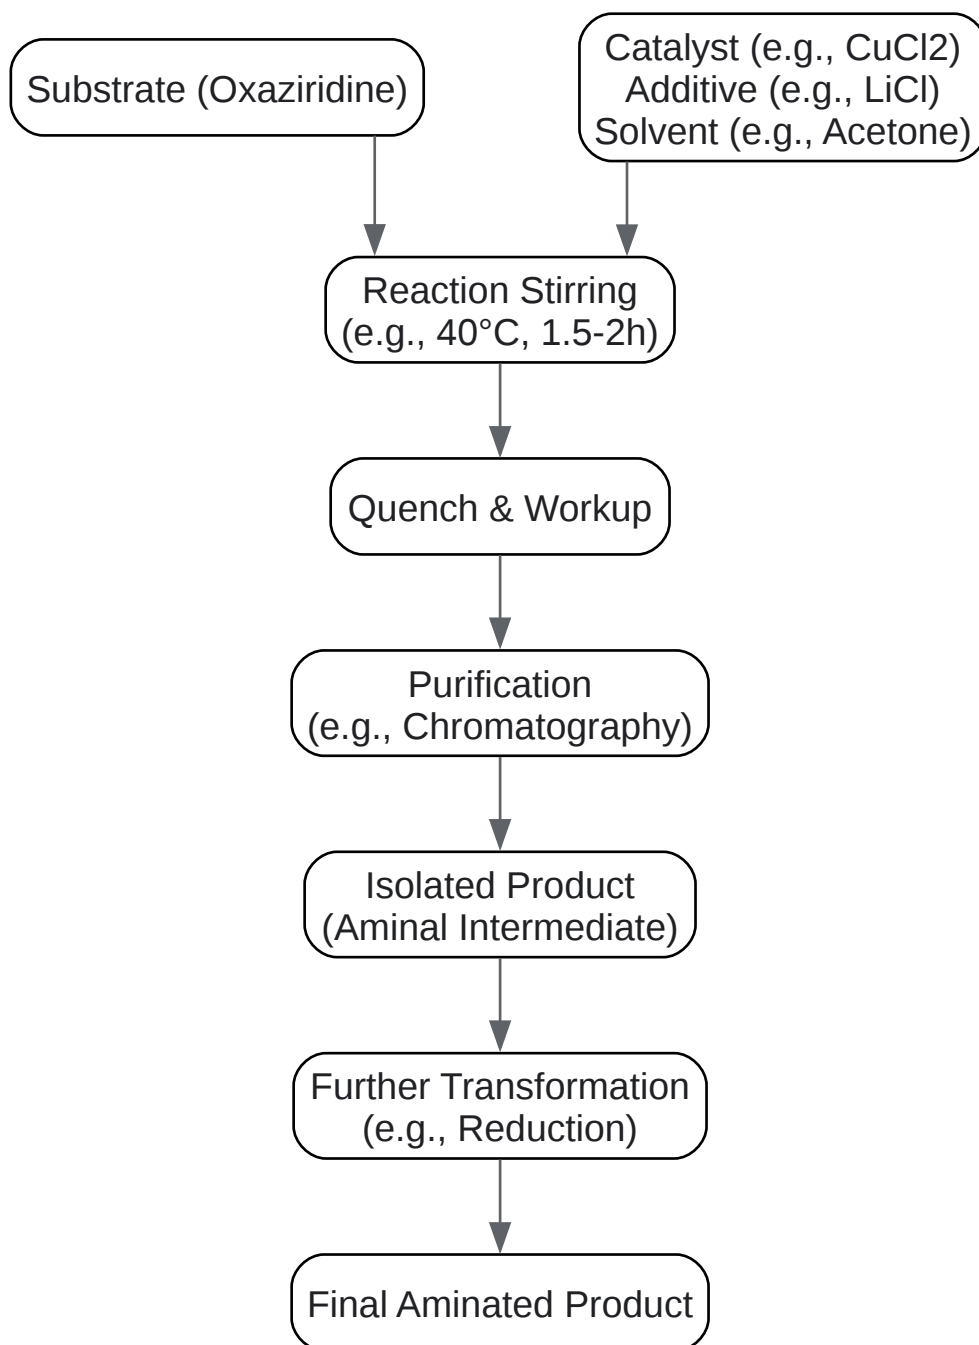 Substrate (Oxaziridine)
Catalyst (e.g., CuCl2)
Additive (e.g., LiCl)
Solvent (e.g., Acetone)
Reaction Stirring
(e.g., 40°C, 1.5-2h)
Quench & Workup
Purification
(e.g., Chromatography)
Isolated Product
(Aminal Intermediate)
Further Transformation
(e.g., Reduction)
Final Aminated Product